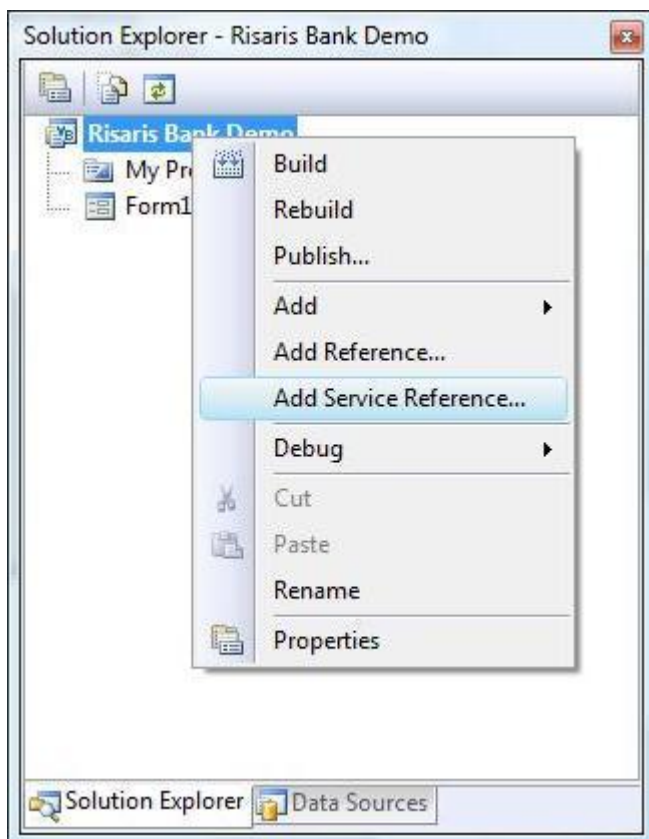 Solution Explorer - Risaris Bank Demo
Risaris Bank Demo
My Pr
Form1
Build
Rebuild
Publish...
Add
Add Reference...
Add Service Reference...
Debug
Cut
Paste
Rename
Properties
Solution Explorer Data Sources